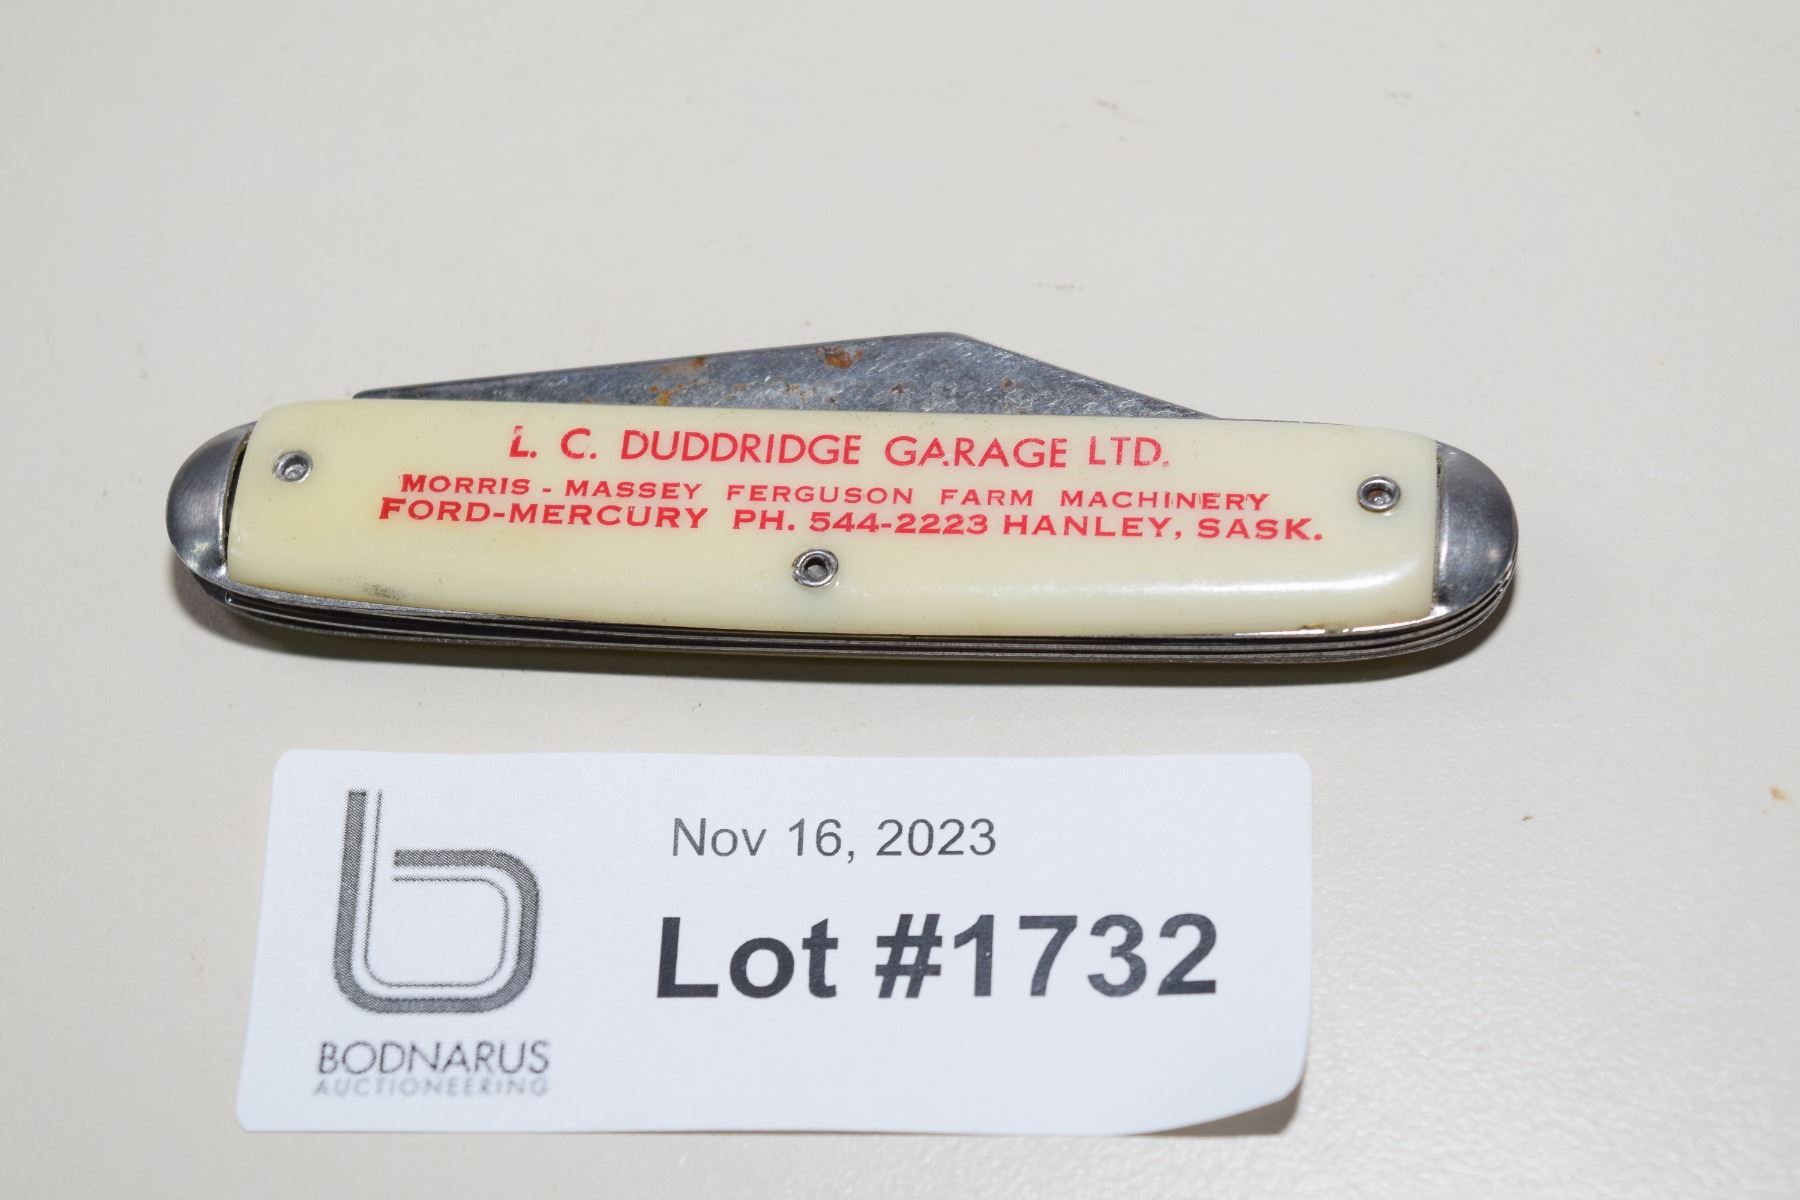 L. C. DUDDRIDGE GARAGE LTD.
MORRIS - MASSEY FERGUSON FARM MACHINERY
FORD-MERCURY PH. 544-2223 HANLEY, SASK.
Nov 16, 2023
Lot #1732
BODNARUS
AUCTIONEERING